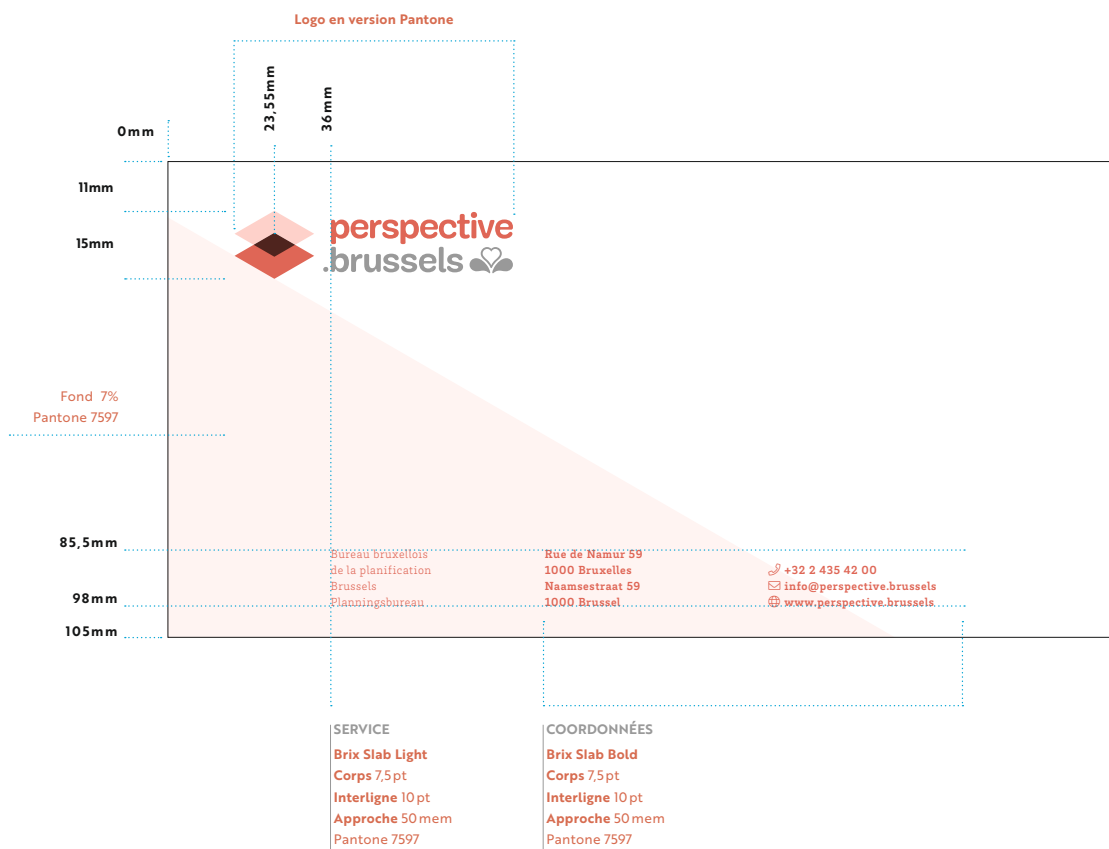 Logo en version Pantone
23,55mm
36mm
0mm
11mm
15mm
perspective
.brussels
Fond 7%
Pantone 7597
85,5mm
98mm
105mm
Bureau bruxellois
de la planification
Brussels
Planningsbureau
Rue de Namur 59
1000 Bruxelles
Naamsestraat 59
1000 Brussel
+32 2 435 42 00
info@perspective.brussels
www.perspective.brussels
SERVICE
Brix Slab Light
Corps 7,5 pt
Interligne 10 pt
Approche 50 mem
Pantone 7597
COORDONNÉES
Brix Slab Bold
Corps 7,5 pt
Interligne 10 pt
Approche 50 mem
Pantone 7597